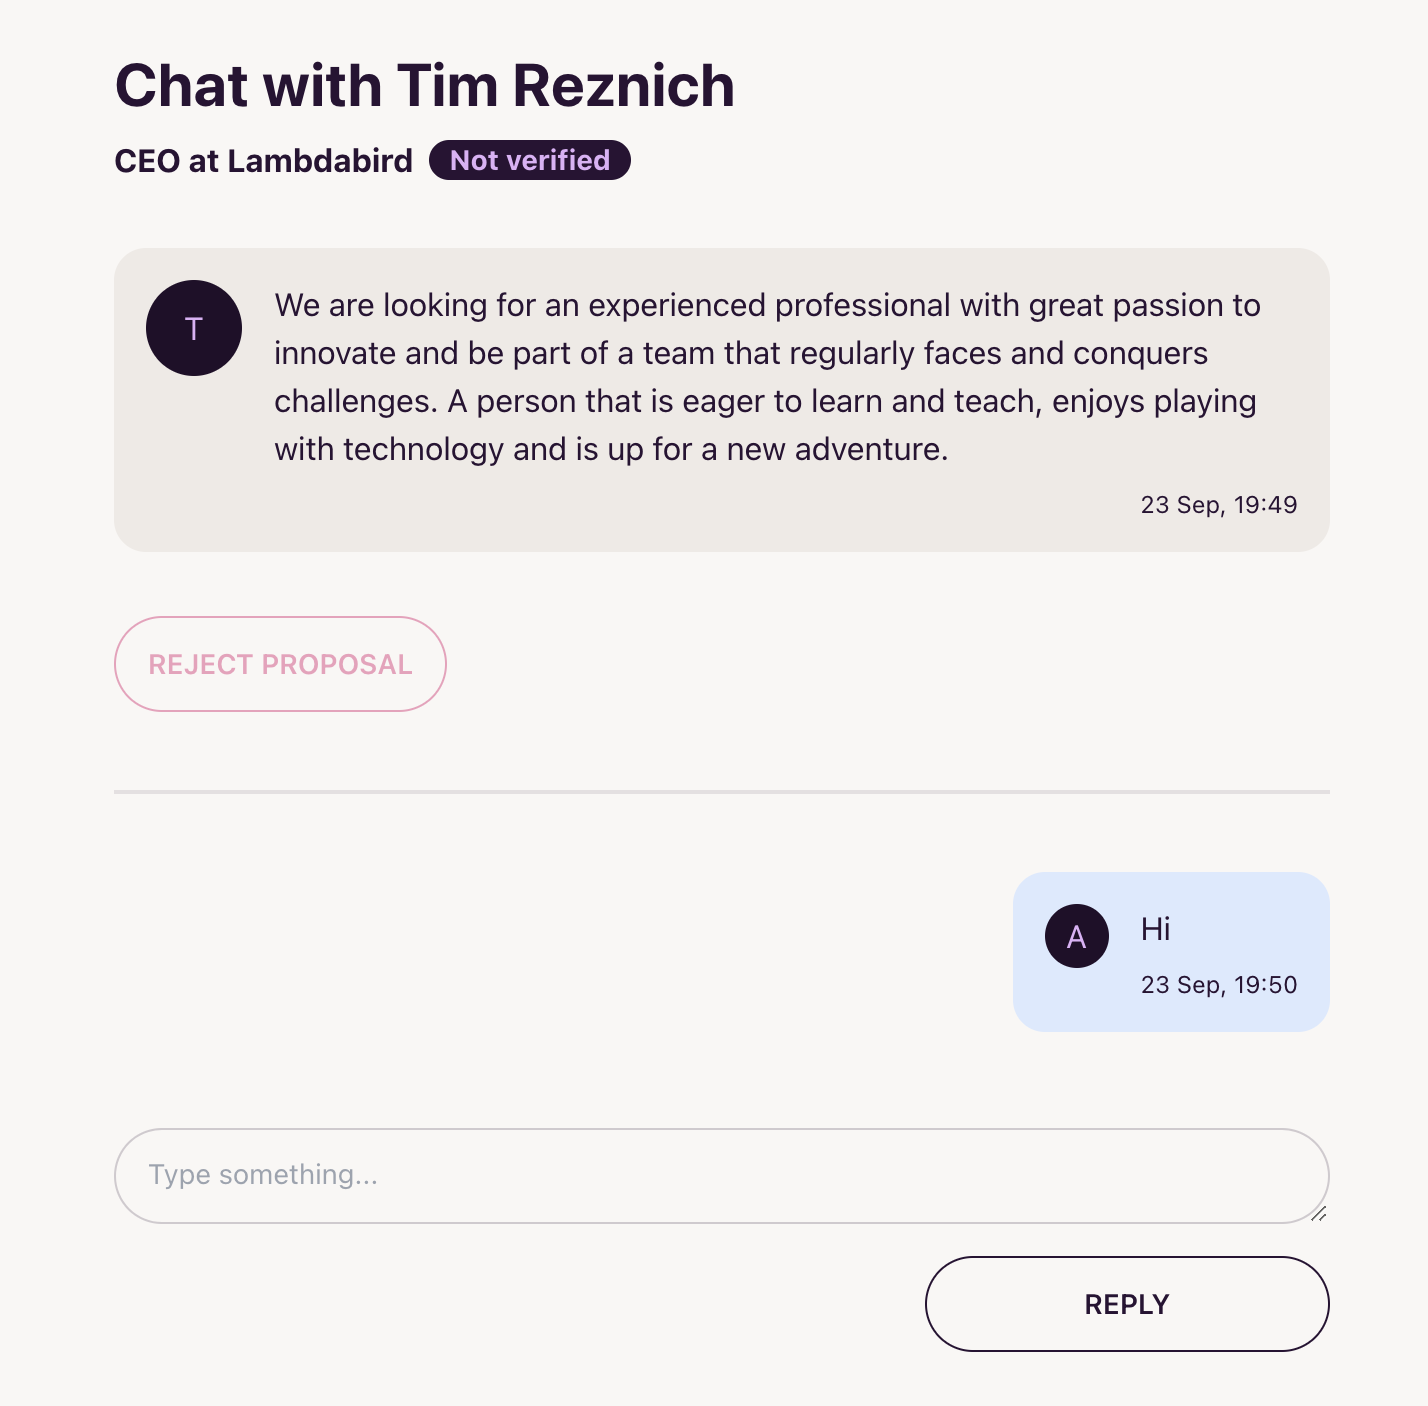 Chat with Tim Reznich
CEO at Lambdabird Not verified
T
We are looking for an experienced professional with great passion to
innovate and be part of a team that regularly faces and conquers
challenges. A person that is eager to learn and teach, enjoys playing
with technology and is up for a new adventure.
23 Sep, 19:49
REJECT PROPOSAL
A
Hi
23 Sep, 19:50
Type something...
REPLY